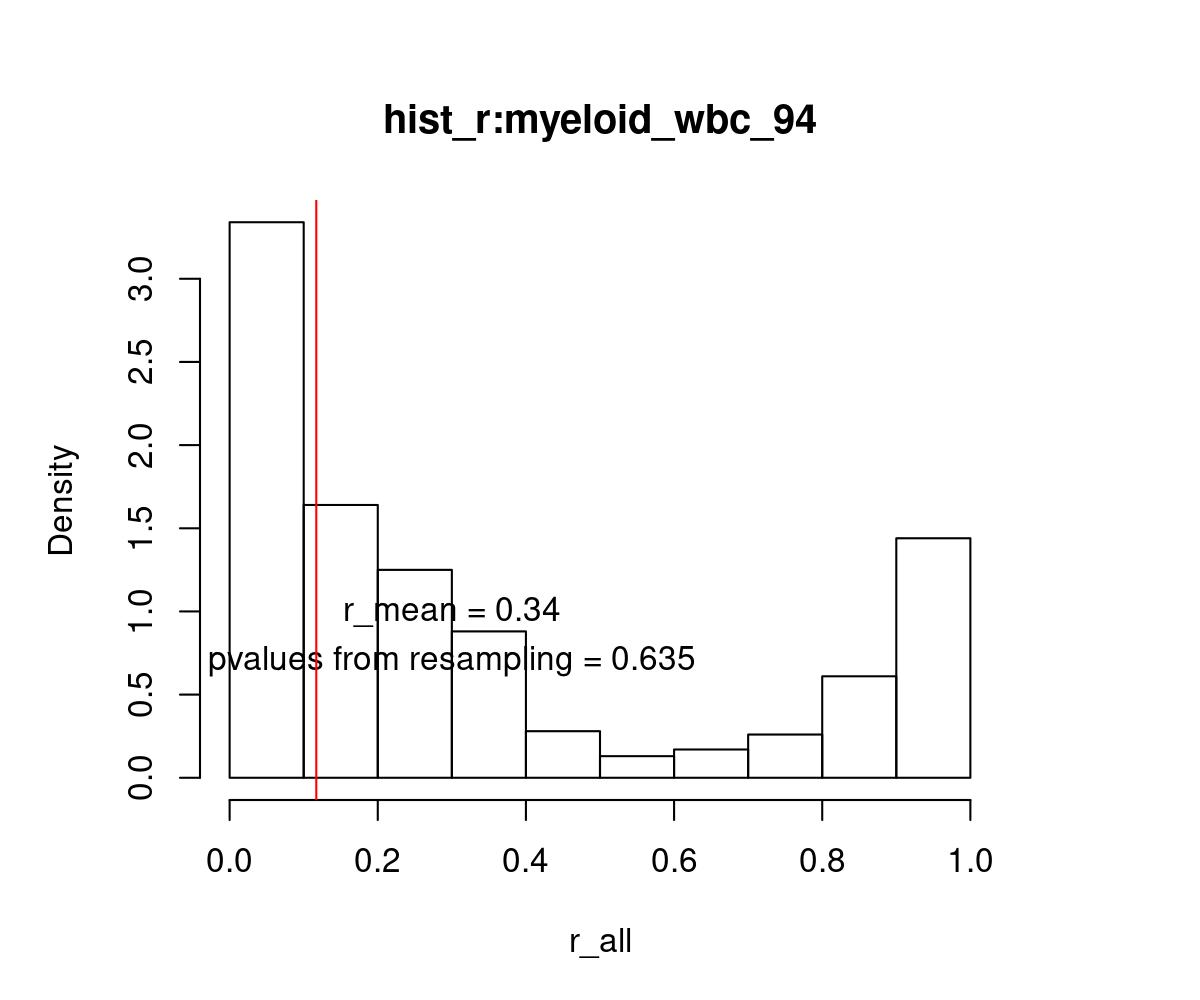 hist_r:myeloid_wbc_94
3.0
2.5
2.0
1.5
1.0
0.5
0.0
Density
r_mean = 0.34
pvalues from resampling = 0.635
0.0 0.2 0.4 0.6 0.8 1.0
r_all